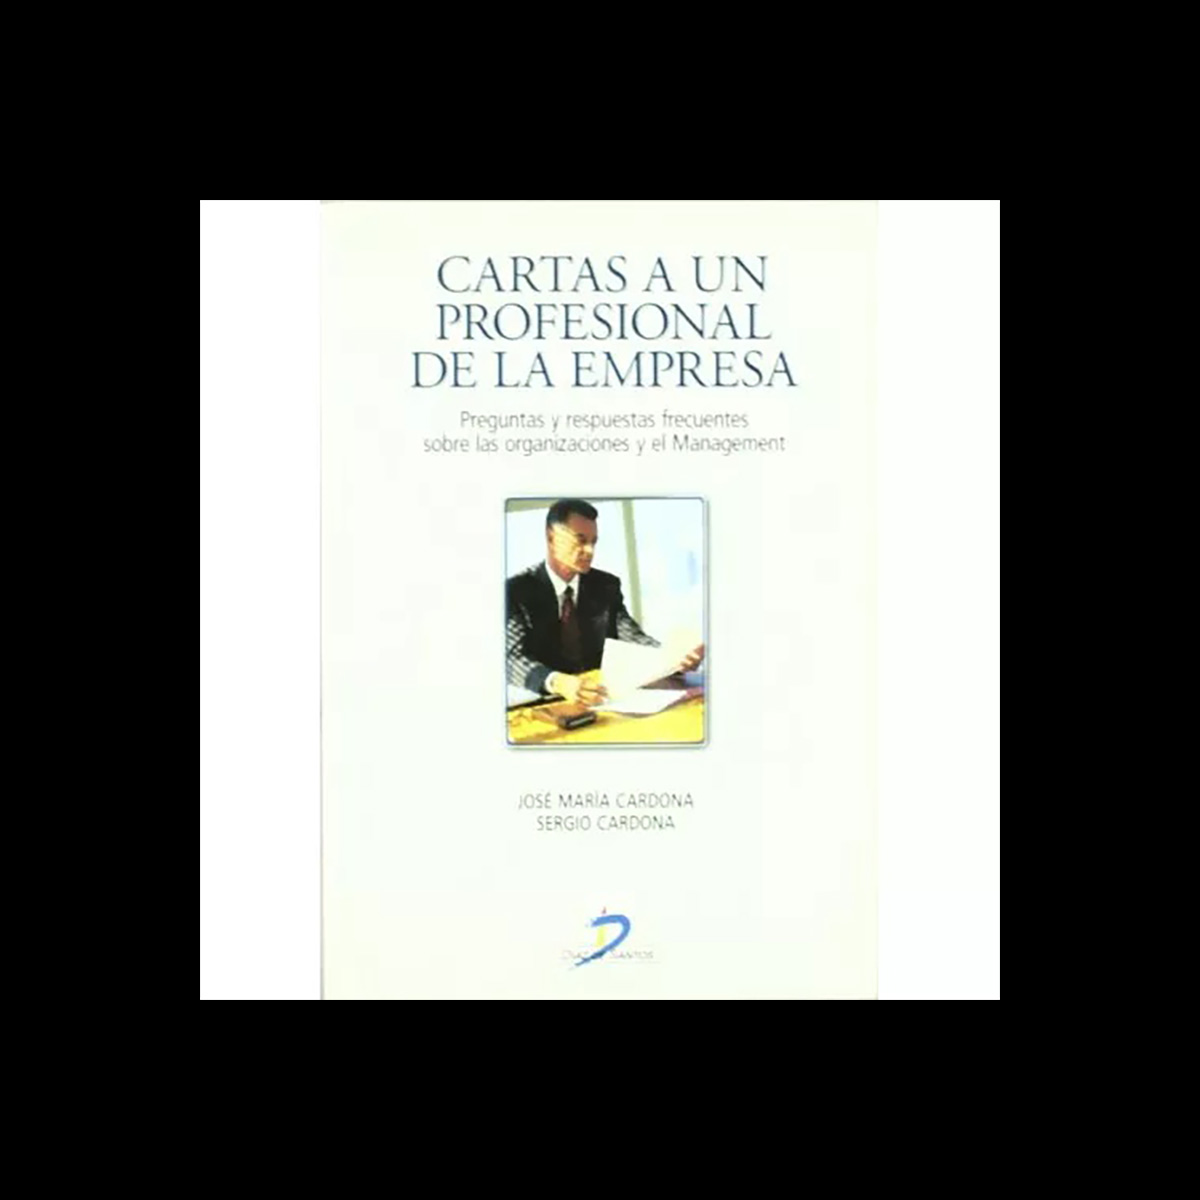 CARTAS A UN
PROFESIONAL
DE LA EMPRESA
Preguntas y respuestas frecuentes
sobre las organizaciones y el Management
JOSÉ MARÍA CARDONA
SERGIO CARDONA
DIAZ DE SANTOS